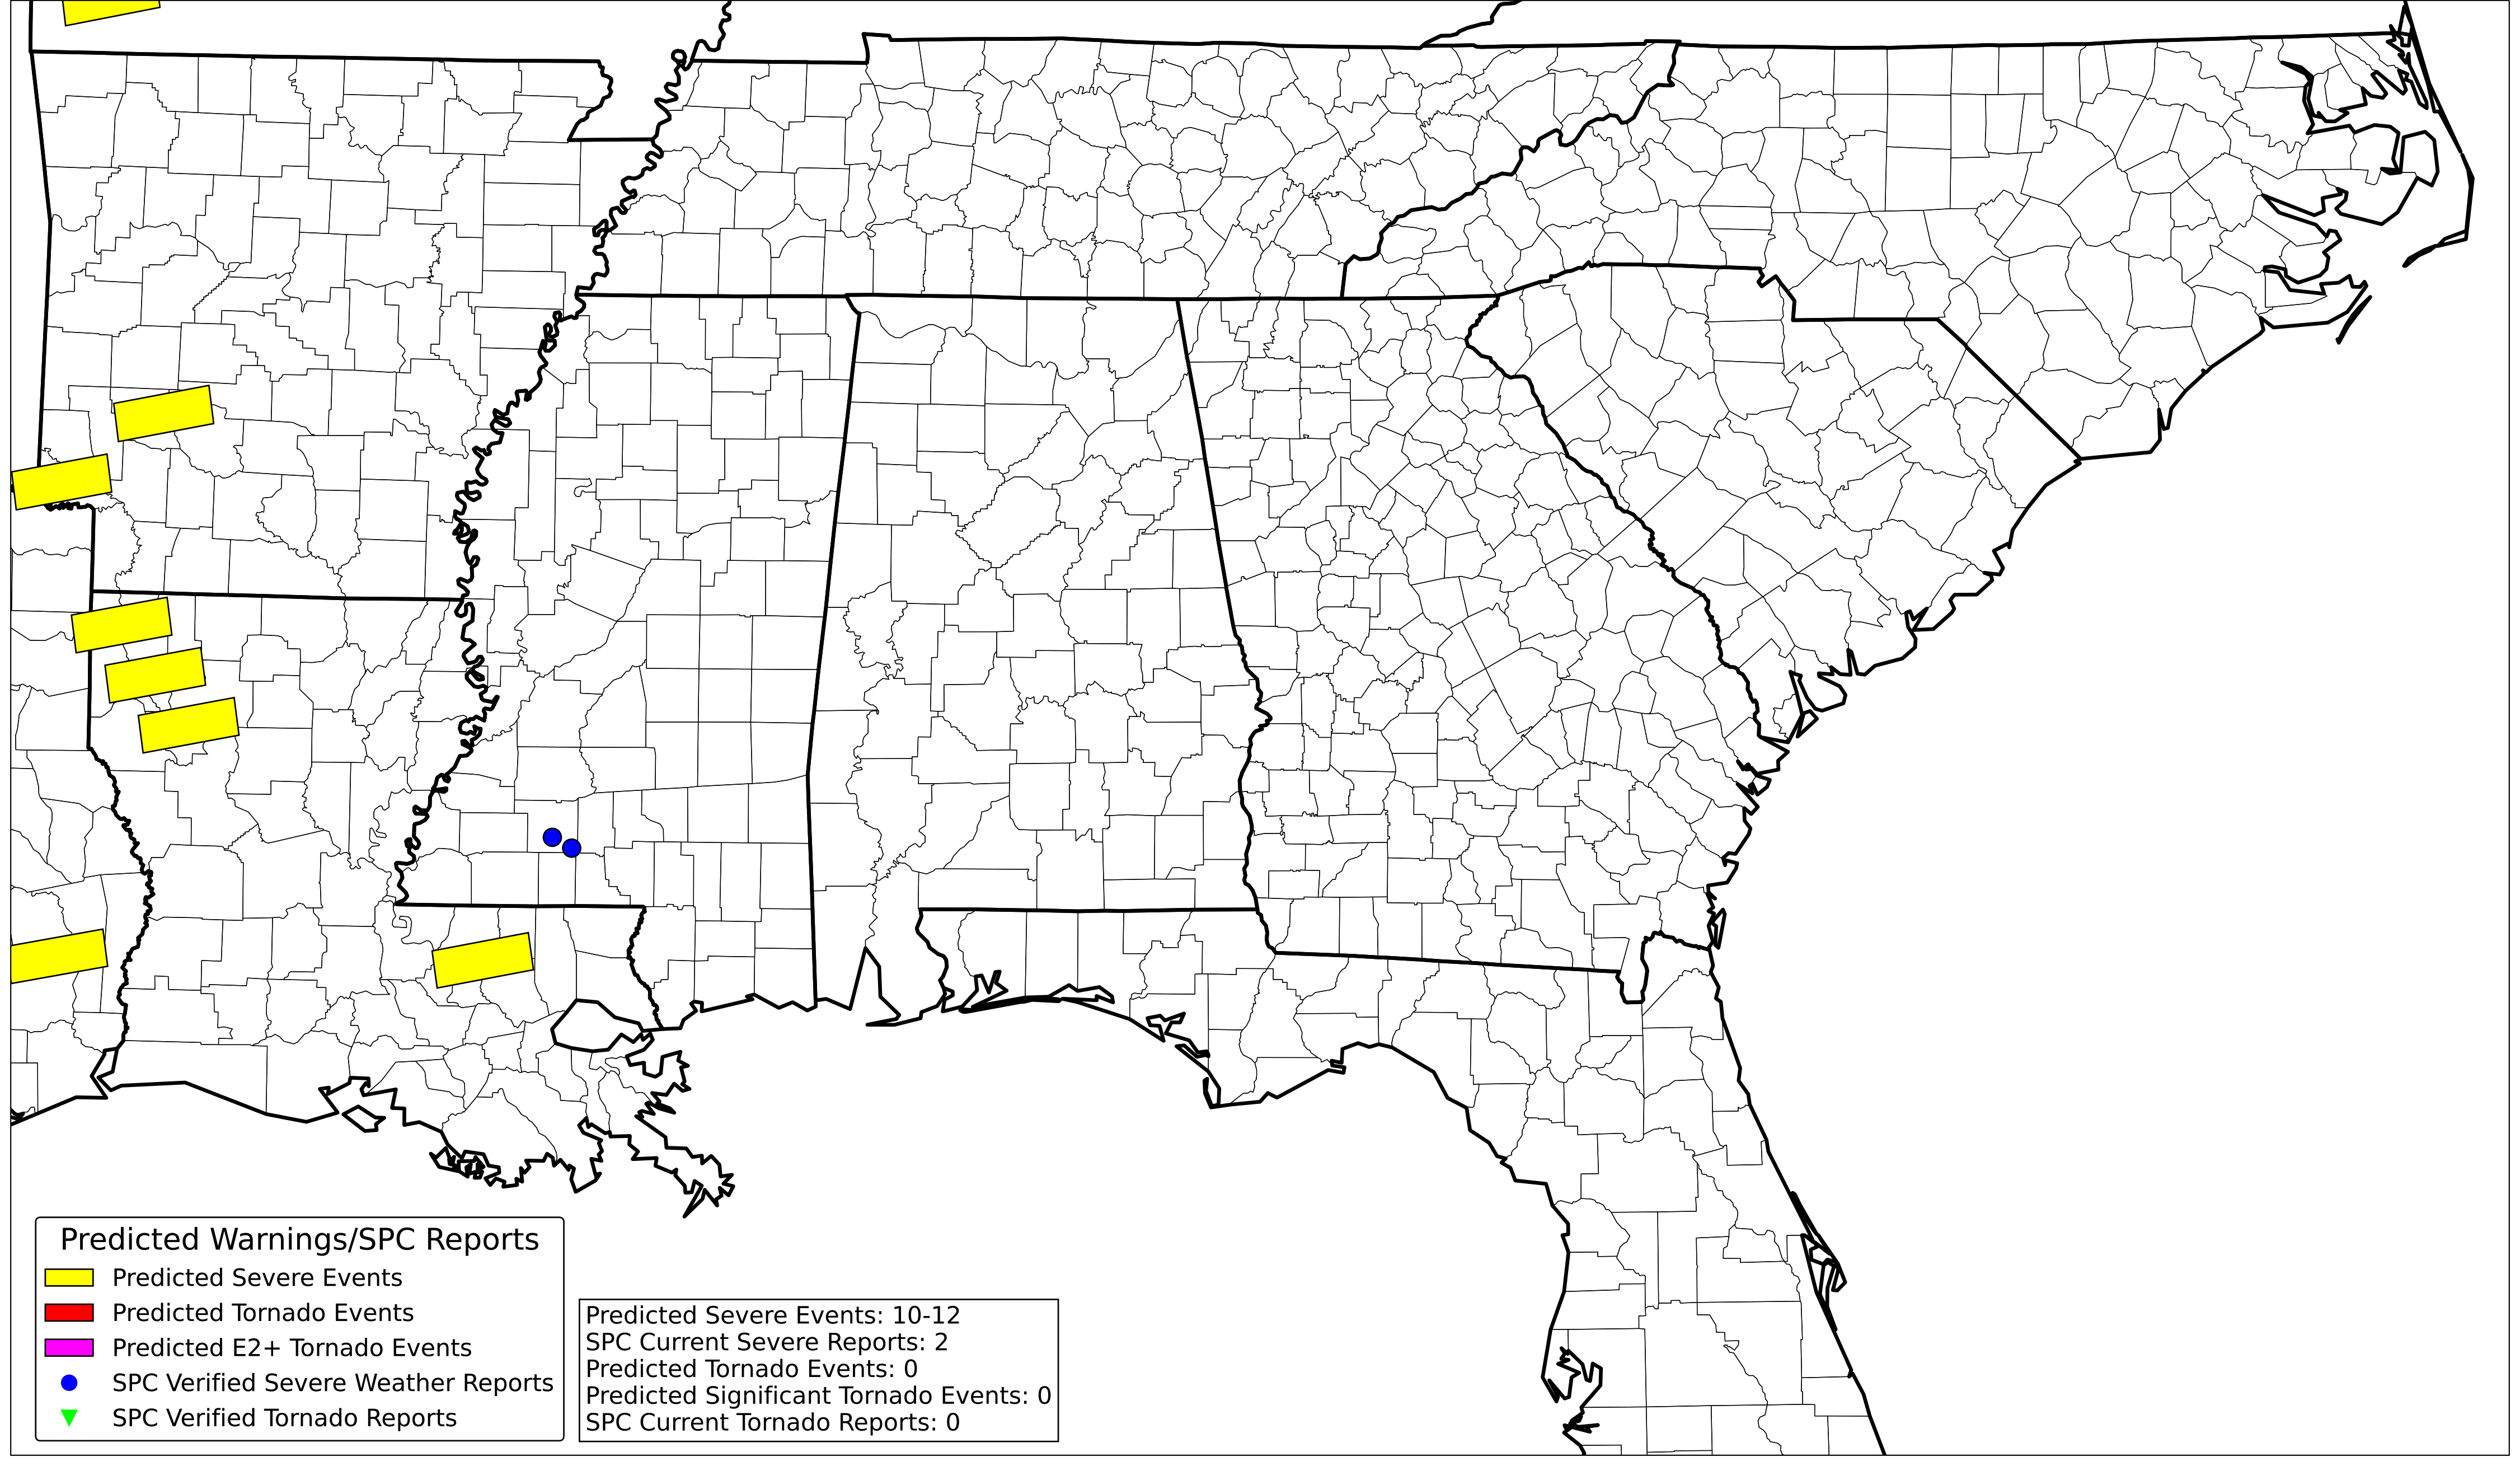 Predicted Warnings/SPC Reports
Predicted Severe Events
Predicted Tornado Events
Predicted E2+ Tornado Events
SPC Verified Severe Weather Reports
SPC Verified Tornado Reports
Predicted Severe Events: 10-12
SPC Current Severe Reports: 2
Predicted Tornado Events: 0
Predicted Significant Tornado Events: 0
SPC Current Tornado Reports: 0